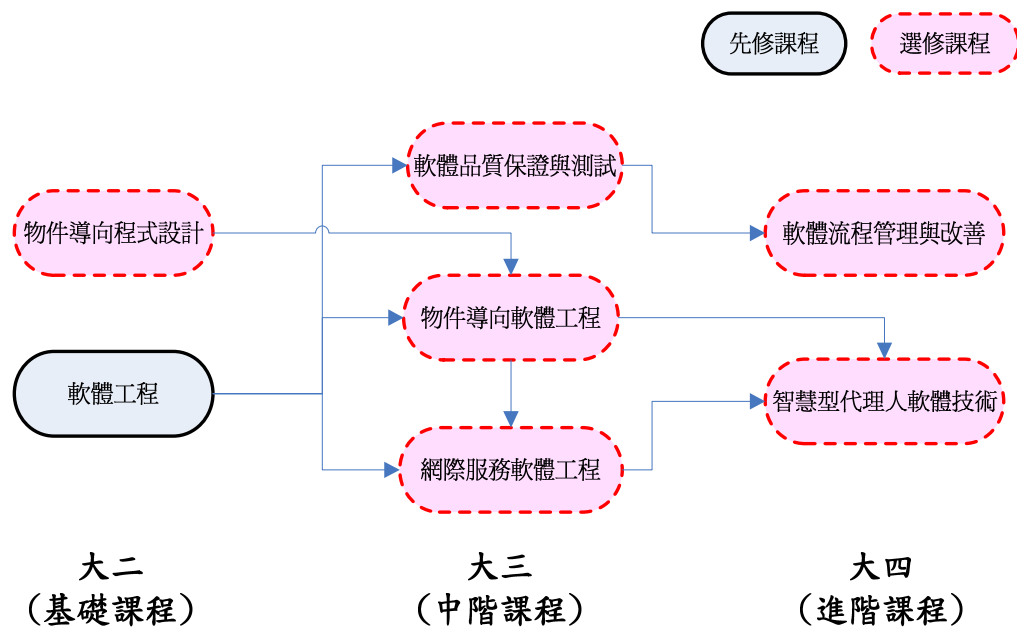 先修課程
選修課程
軟體品質保證與測試
物件導向程式設計
軟體流程管理與改善
物件導向軟體工程
軟體工程
智慧型代理人軟體技術
網際服務軟體工程
大二
(基礎課程)
大三
(中階課程)
大四
(進階課程)